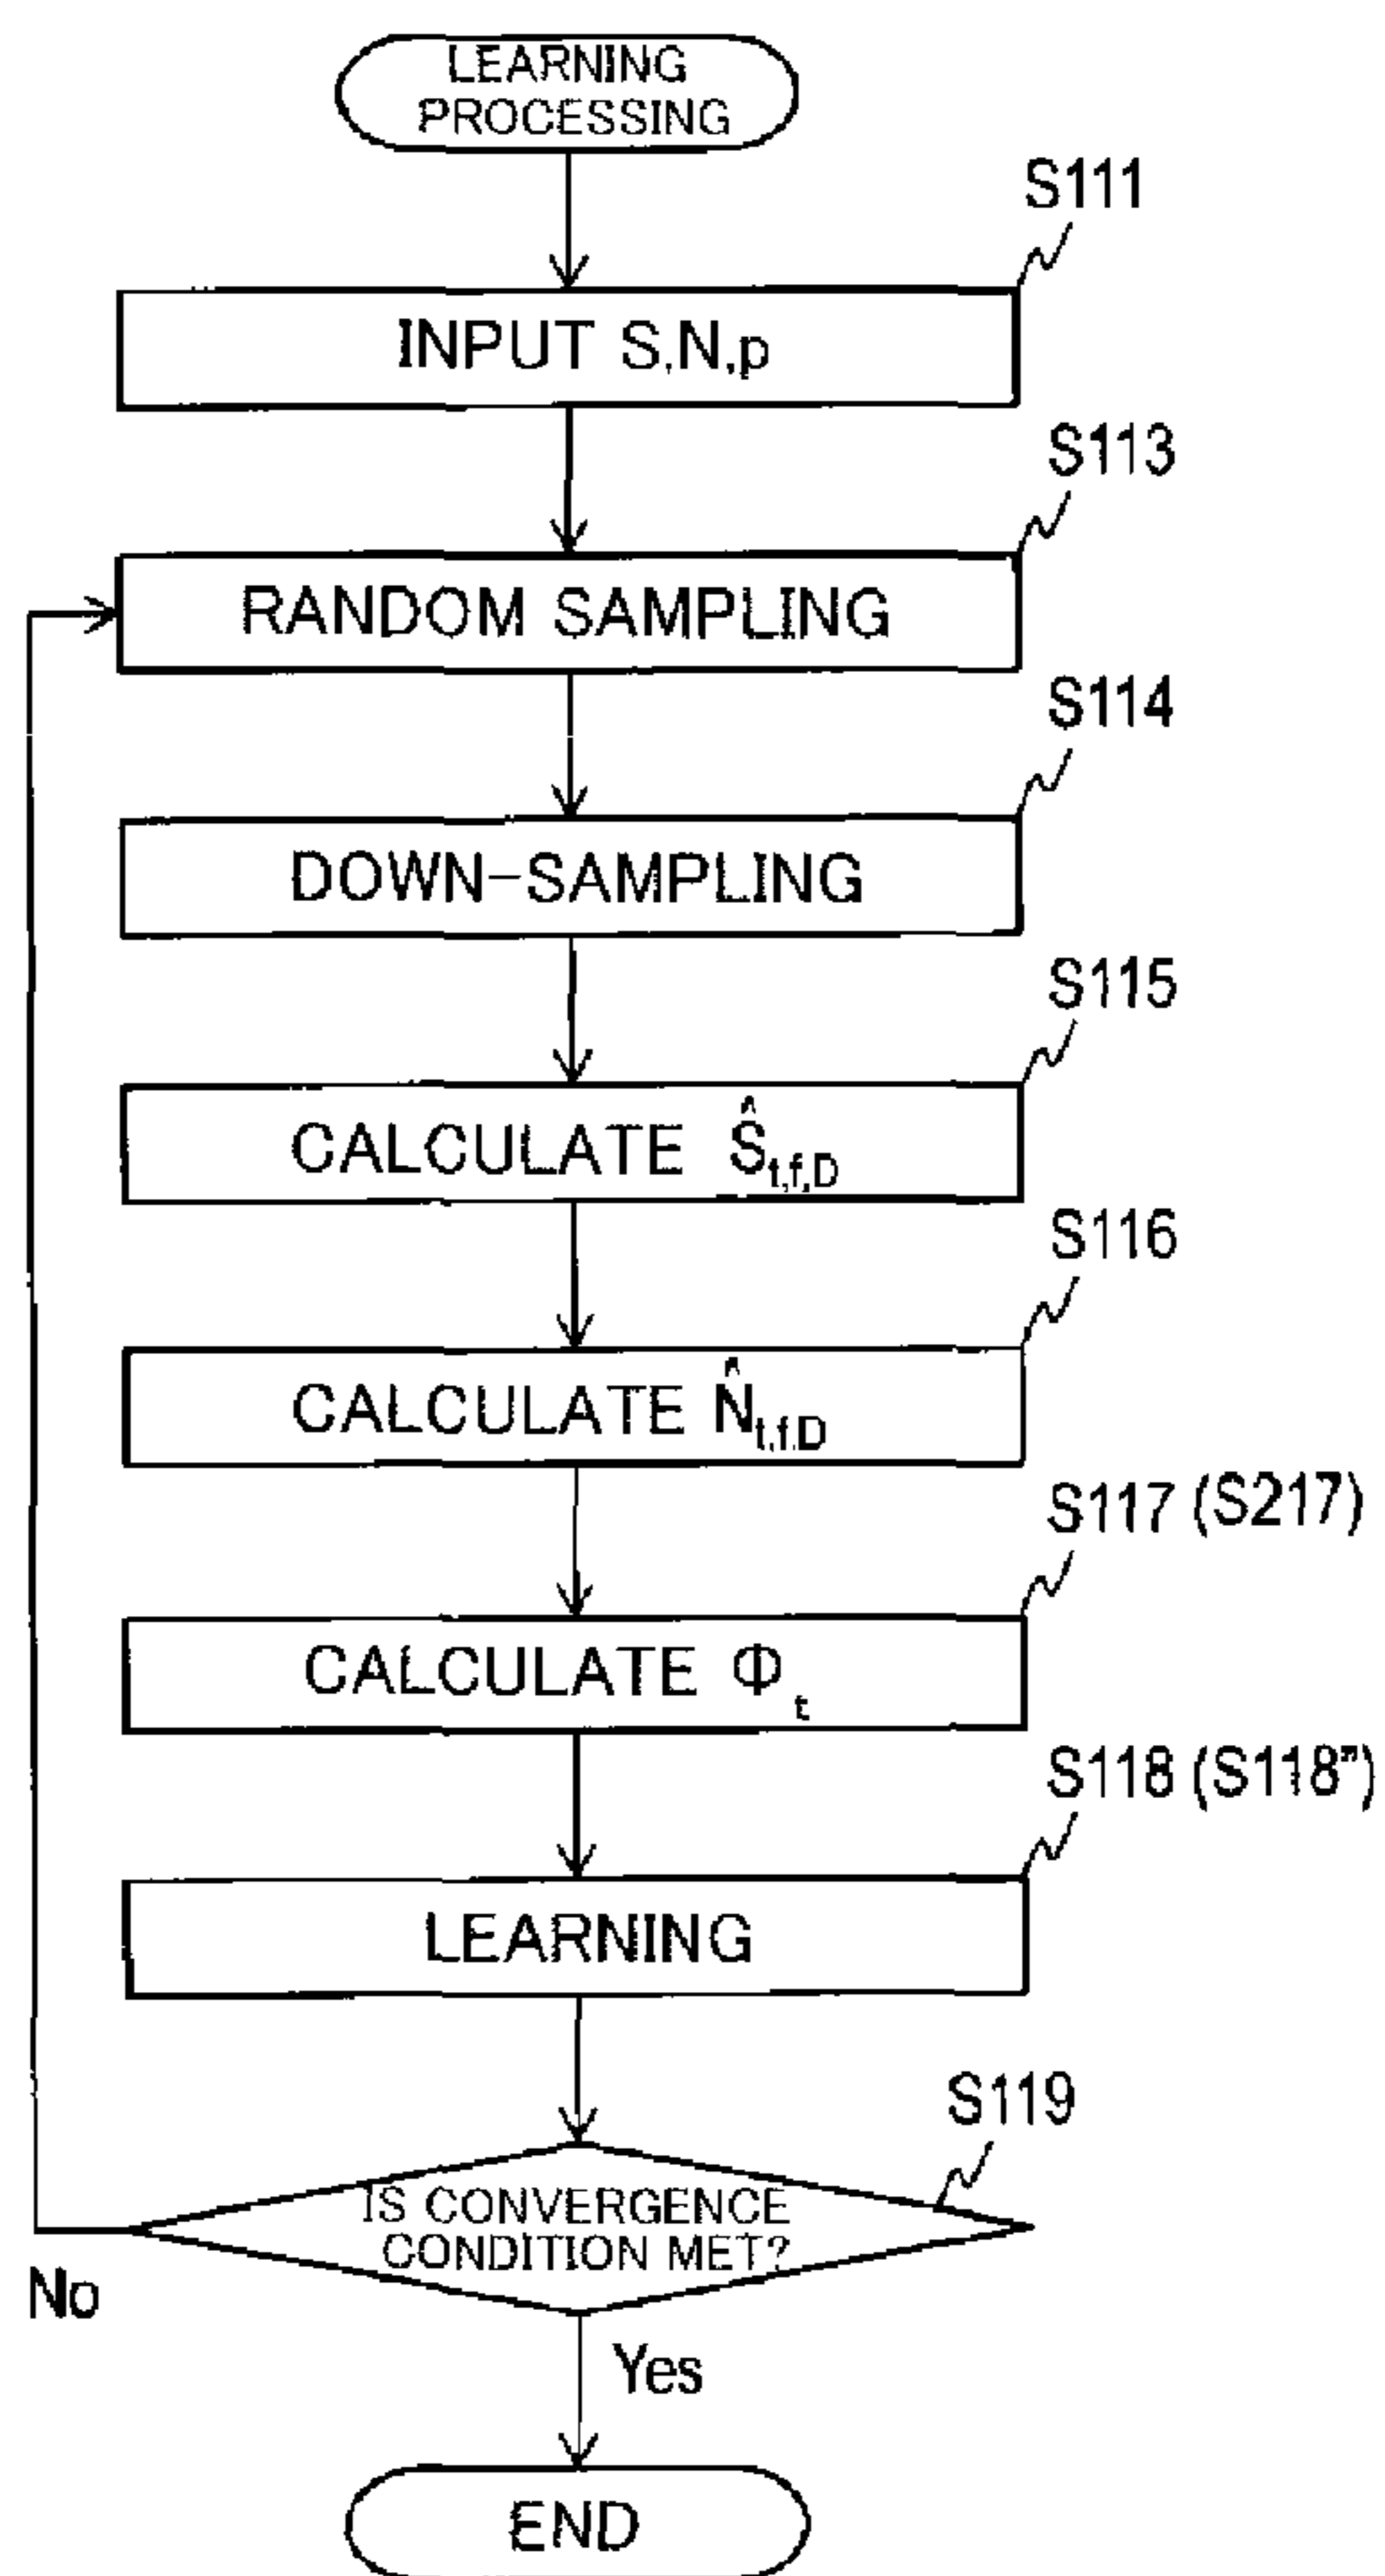 LEARNING
PROCESSING
S111
INPUT S,N,p
S113
RANDOM SAMPLING
S114
DOWN-SAMPLING
S115
CALCULATE Ŝt,f,D
S116
CALCULATE N̂t,f,D
S117 (S217)
CALCULATE Φt
S118 (S118")
LEARNING
S119
IS CONVERGENCE
CONDITION MET?
No
Yes
END